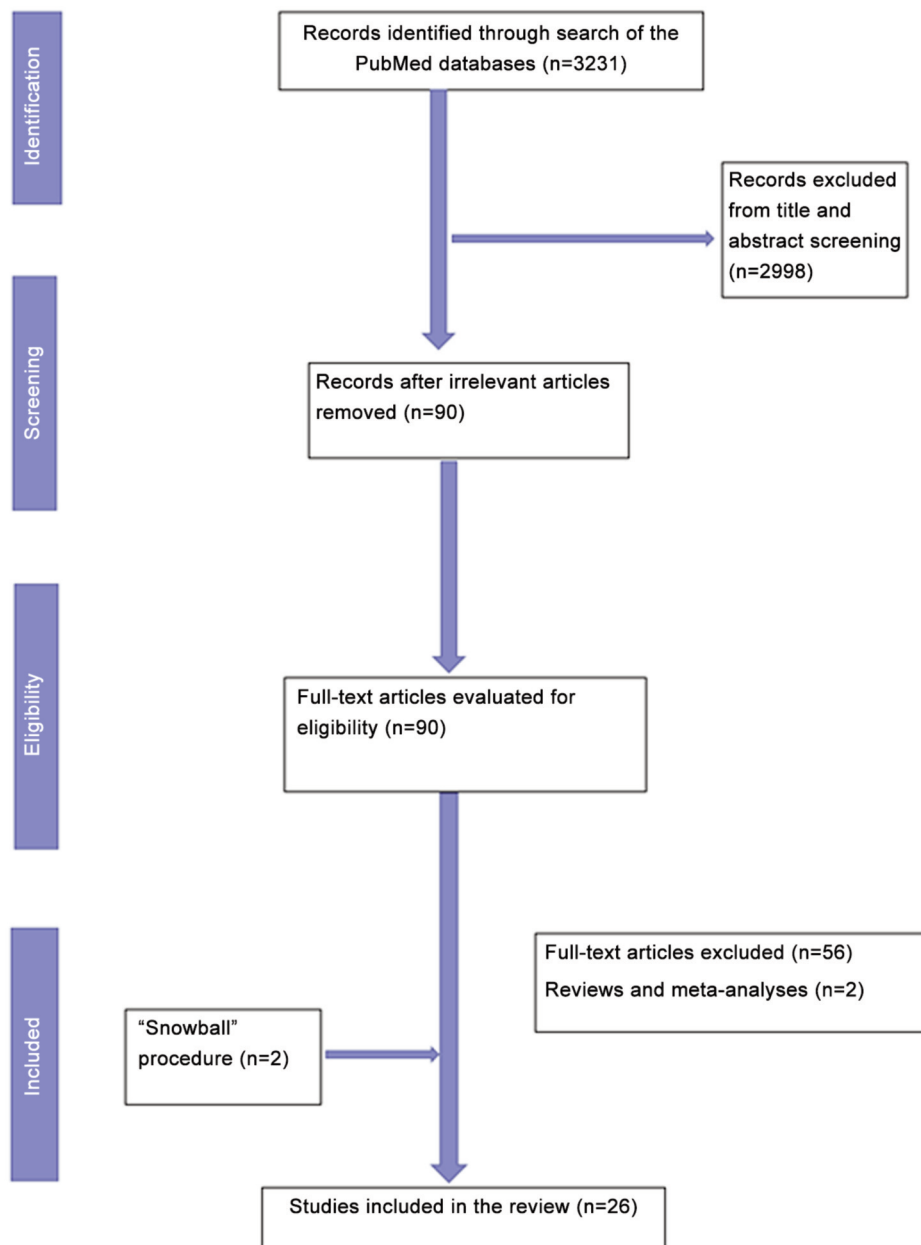 Identification
Records identified through search of the
PubMed databases (n=3231)
Records excluded
from title and
abstract screening
(n=2998)
Screening
Records after irrelevant articles
removed (n=90)
Eligibility
Full-text articles evaluated for
eligibility (n=90)
Included
Full-text articles excluded (n=56)
Reviews and meta-analyses (n=2)
“Snowball”
procedure (n=2)
Studies included in the review (n=26)